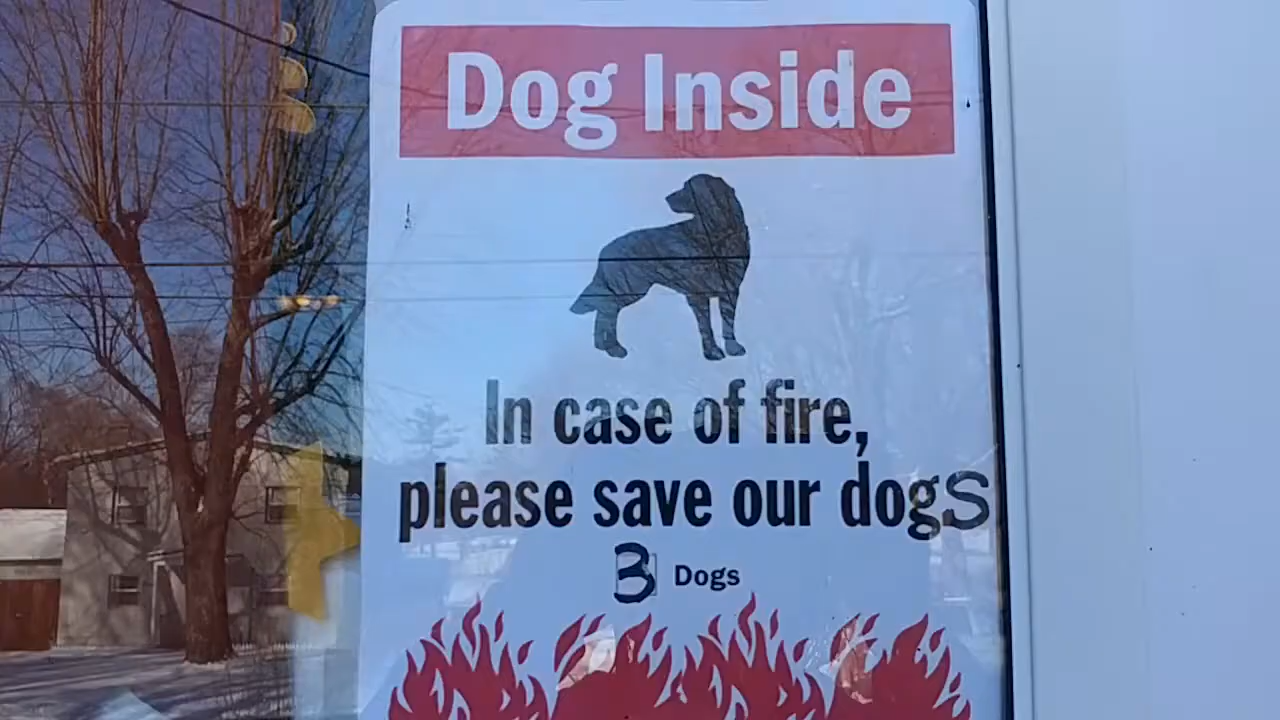 Dog Inside
In case of fire,
please save our dogs
3 Dogs